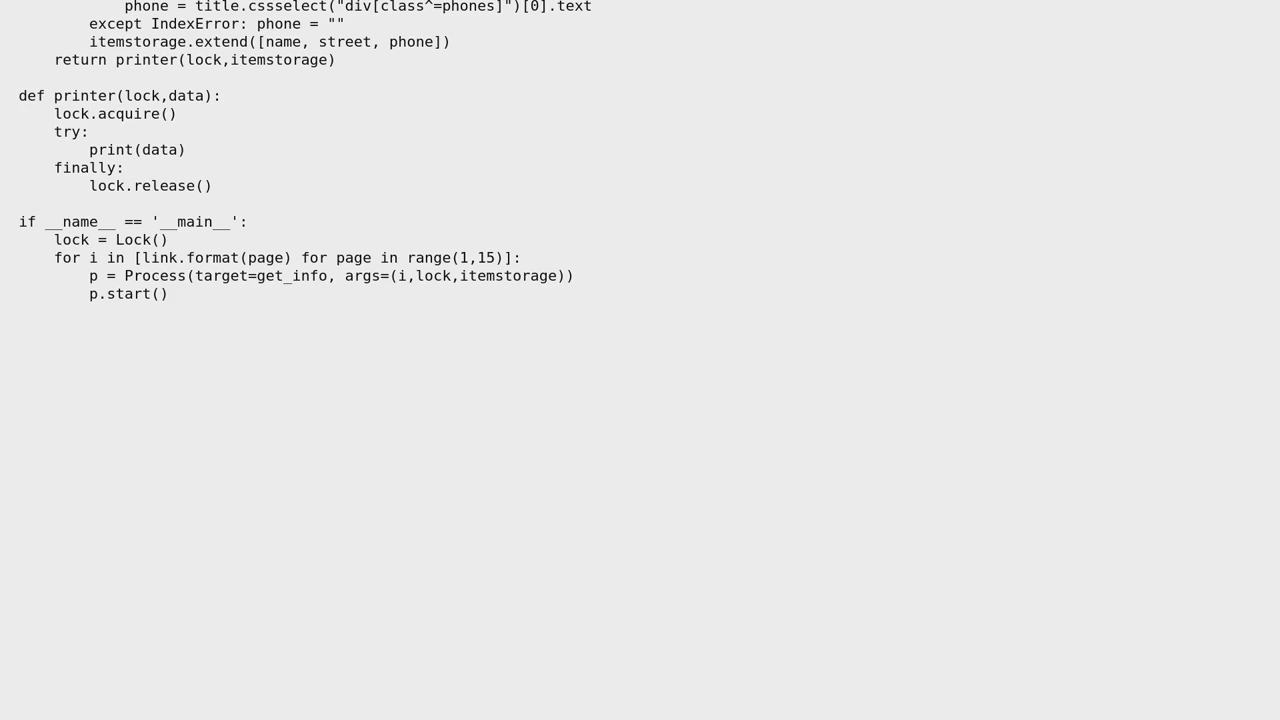 phone = title.cssselect("div[class^=phones]")[0].text
        except IndexError: phone = ""
        itemstorage.extend([name, street, phone])
    return printer(lock,itemstorage)

def printer(lock,data):
    lock.acquire()
    try:
        print(data)
    finally:
        lock.release()

if __name__ == '__main__':
    lock = Lock()
    for i in [link.format(page) for page in range(1,15)]:
        p = Process(target=get_info, args=(i,lock,itemstorage))
        p.start()